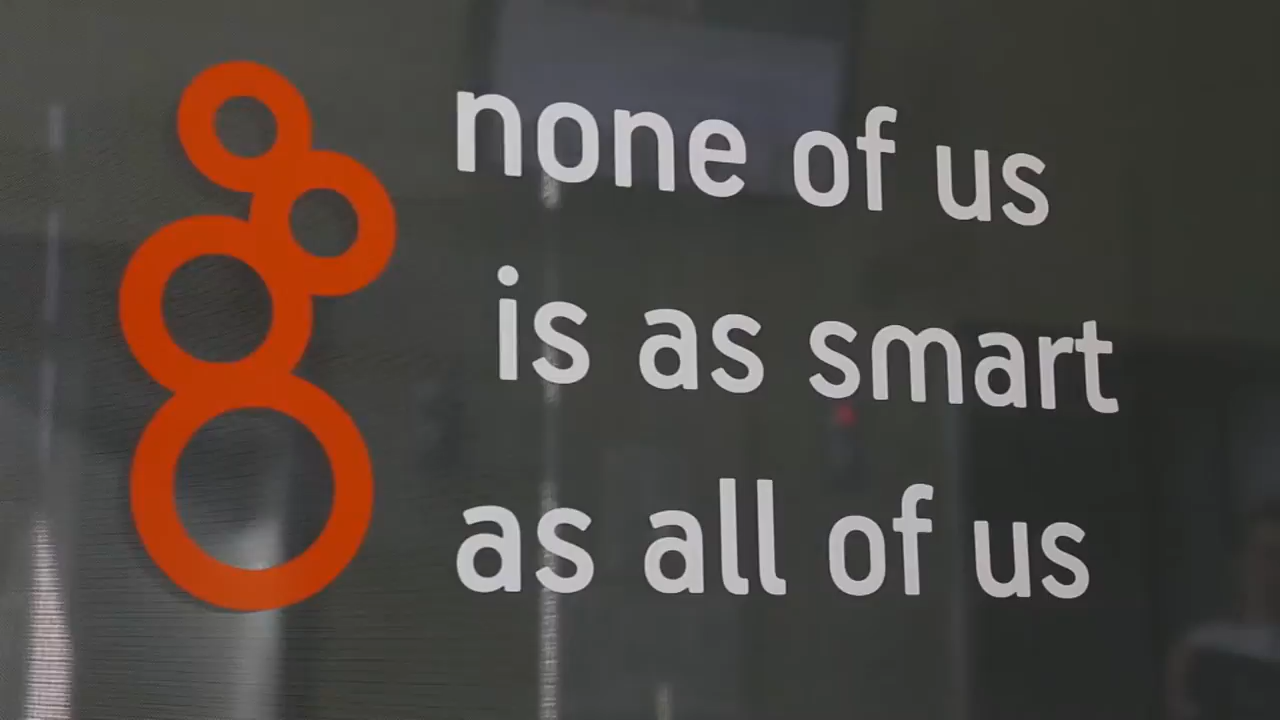 none of us
is as smart
as all of us